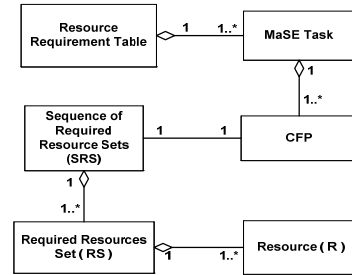 Resource
Requirement Table
1
1..*
MaSE Task
1
1..*
Sequence of
Required
Resource Sets
(SRS)
1
1
CFP
1
1..*
Required Resources
Set ( RS )
1
1..*
Resource ( R )